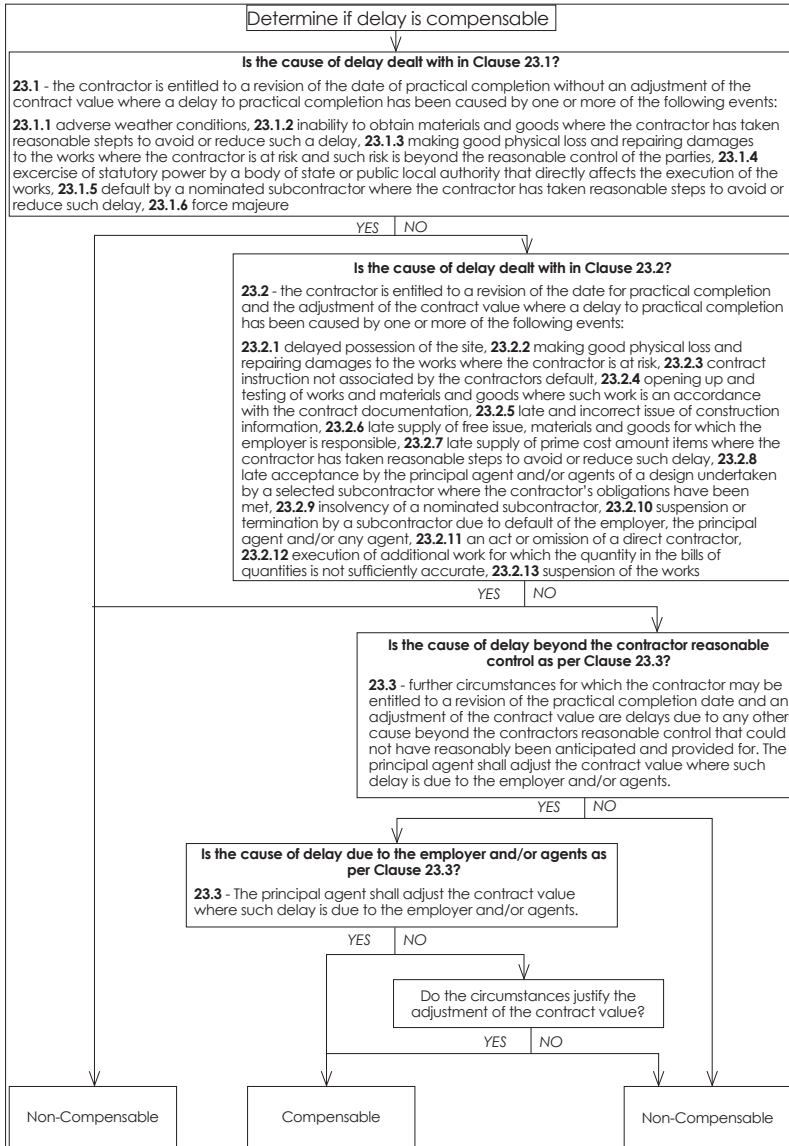 Determine if delay is compensable
Is the cause of delay dealt with in Clause 23.1?
23.1 - the contractor is entitled to a revision of the date of practical completion without an adjustment of the
contract value where a delay to practical completion has been caused by one or more of the following events:
23.1.1 adverse weather conditions, 23.1.2 inability to obtain materials and goods where the contractor has taken
reasonable stepts to avoid or reduce such a delay, 23.1.3 making good physical loss and repairing damages
to the works where the contractor is at risk and such risk is beyond the reasonable control of the parties, 23.1.4
excercise of statutory power by a body of state or public local authority that directly affects the execution of the
works, 23.1.5 default by a nominated subcontractor where the contractor has taken reasonable steps to avoid or
reduce such delay, 23.1.6 force majeure
YES NO
Is the cause of delay dealt with in Clause 23.2?
23.2 - the contractor is entitled to a revision of the date for practical completion
and the adjustment of the contract value where a delay to practical completion
has been caused by one or more of the following events:
23.2.1 delayed possession of the site, 23.2.2 making good physical loss and
repairing damages to the works where the contractor is at risk, 23.2.3 contract
instruction not associated by the contractors default, 23.2.4 opening up and
testing of works and materials and goods where such work is an accordance
with the contract documentation, 23.2.5 late and incorrect issue of construction
information, 23.2.6 late supply of free issue, materials and goods for which the
employer is responsible, 23.2.7 late supply of prime cost amount items where the
contractor has taken reasonable steps to avoid or reduce such delay, 23.2.8
late acceptance by the principal agent and/or agents of a design undertaken
by a selected subcontractor where the contractor's obligations have been
met, 23.2.9 insolvency of a nominated subcontractor, 23.2.10 suspension or
termination by a subcontractor due to default of the employer, the principal
agent and/or any agent, 23.2.11 an act or omission of a direct contractor,
23.2.12 execution of additional work for which the quantity in the bills of
quantities is not sufficiently accurate, 23.2.13 suspension of the works
YES NO
Is the cause of delay beyond the contractor reasonable
control as per Clause 23.3?
23.3 - further circumstances for which the contractor may be
entitled to a revision of the practical completion date and an
adjustment of the contract value are delays due to any other
cause beyond the contractors reasonable control that could
not have reasonably been anticipated and provided for. The
principal agent shall adjust the contract value where such
delay is due to the employer and/or agents.
YES NO
Is the cause of delay due to the employer and/or agents as
per Clause 23.3?
23.3 - The principal agent shall adjust the contract value
where such delay is due to the employer and/or agents.
YES NO
Do the circumstances justify the
adjustment of the contract value?
YES NO
Non-Compensable
Compensable
Non-Compensable